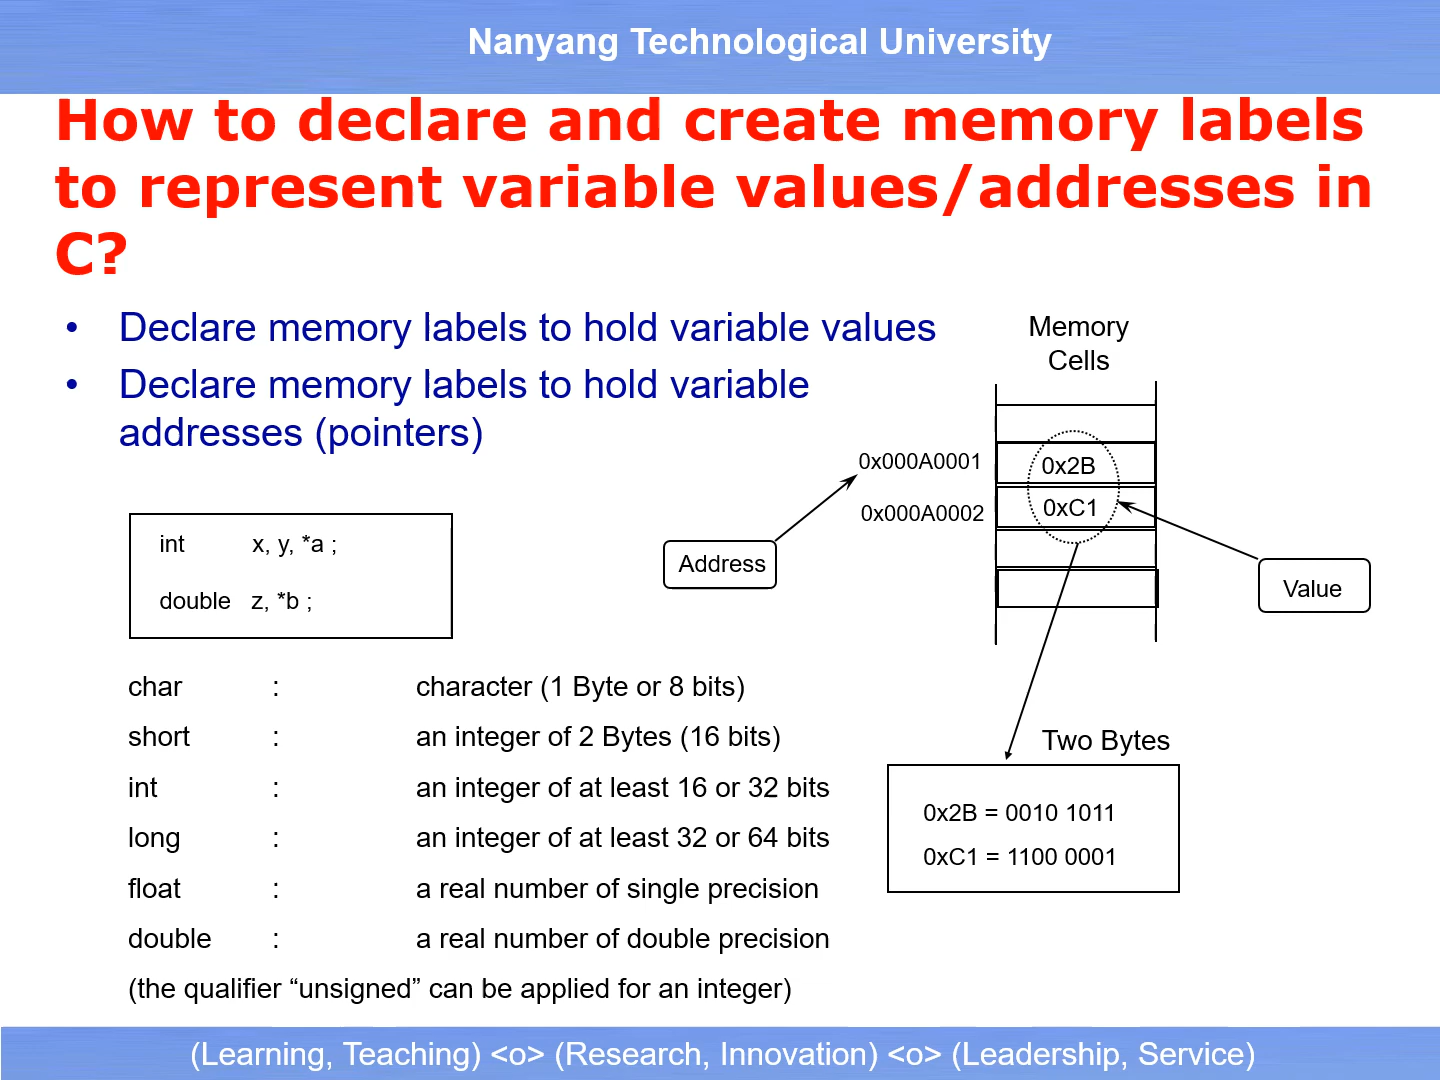 Nanyang Technological University
How to declare and create memory labels
to represent variable values/addresses in
C?
• Declare memory labels to hold variable values
• Declare memory labels to hold variable
addresses (pointers)
int x, y, *a ;
double z, *b ;
Memory
Cells
0x000A0001
0x2B
0x000A0002
0xC1
Address
Value
char : character (1 Byte or 8 bits)
short : an integer of 2 Bytes (16 bits)
int : an integer of at least 16 or 32 bits
long : an integer of at least 32 or 64 bits
float : a real number of single precision
double : a real number of double precision
(the qualifier “unsigned” can be applied for an integer)
Two Bytes
0x2B = 0010 1011
0xC1 = 1100 0001
(Learning, Teaching) <o> (Research, Innovation) <o> (Leadership, Service)